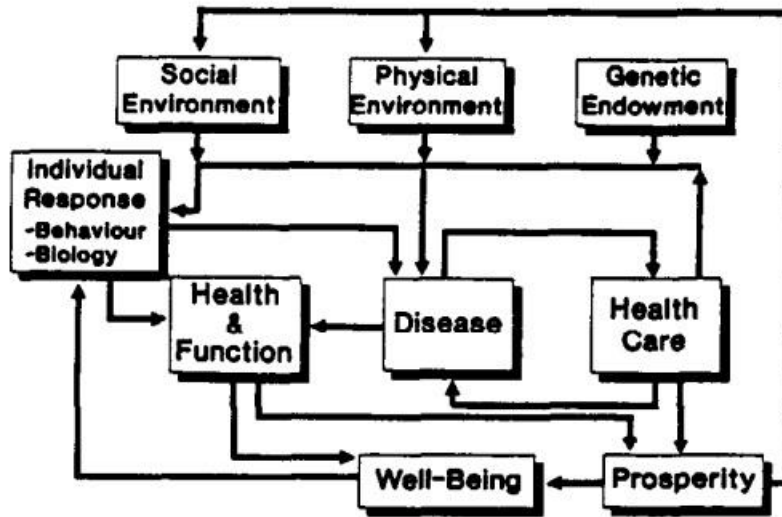 Social
Environment
Physical
Environment
Genetic
Endowment
Individual
Response
-Behaviour
-Biology
Health
&
Function
Disease
Health
Care
Well-Being
Prosperity